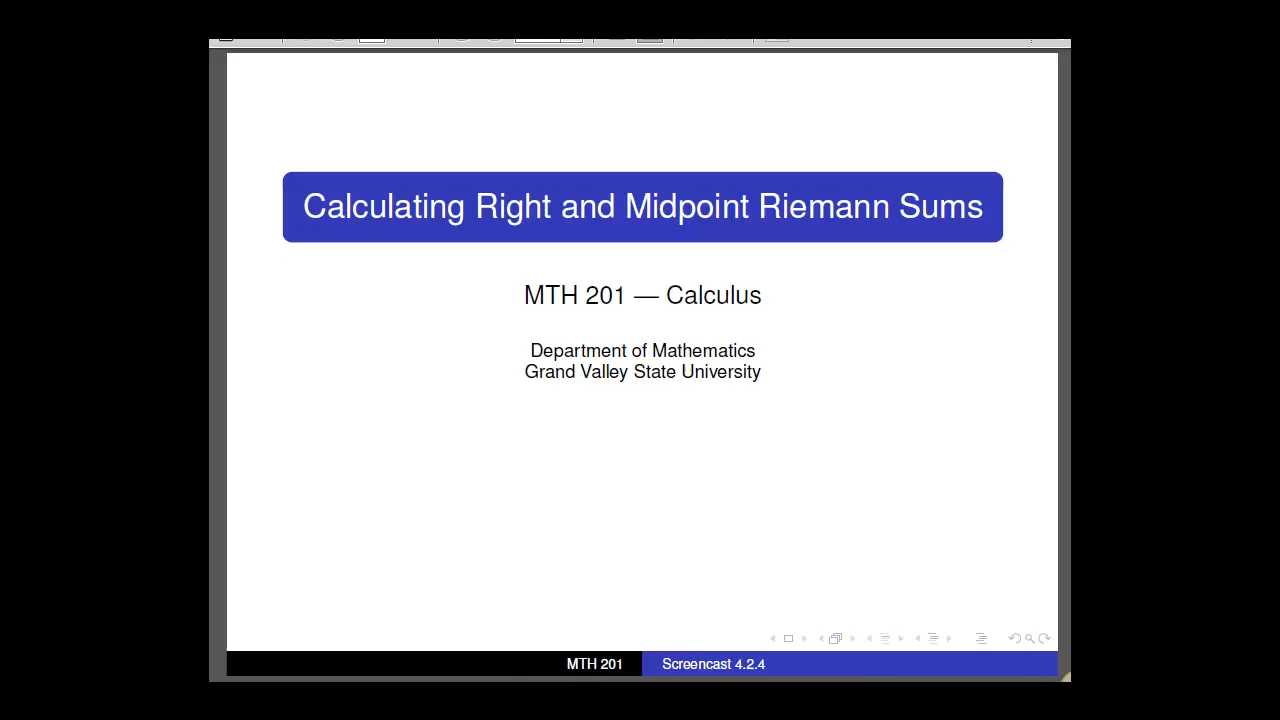 Calculating Right and Midpoint Riemann Sums
MTH 201 — Calculus
Department of Mathematics
Grand Valley State University
MTH 201
Screencast 4.2.4